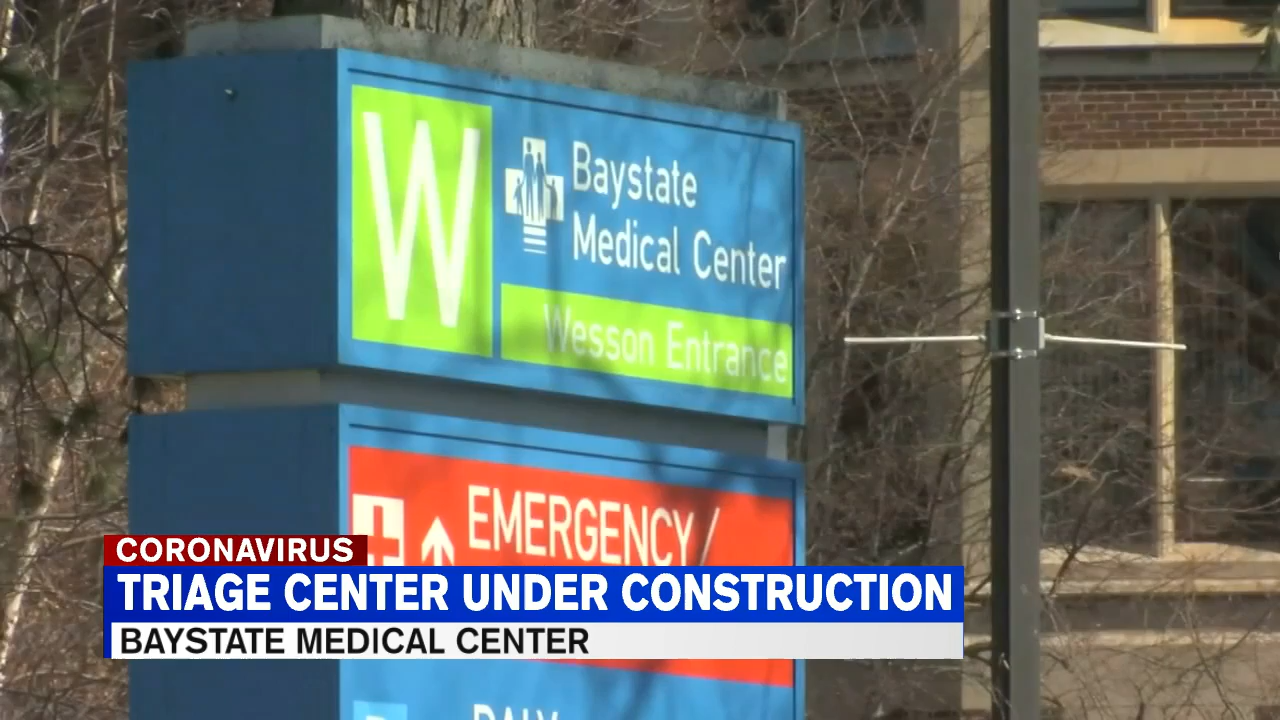 W
Baystate
Medical Center
Wesson Entrance
EMERGENCY/
CORONAVIRUS
TRIAGE CENTER UNDER CONSTRUCTION
BAYSTATE MEDICAL CENTER